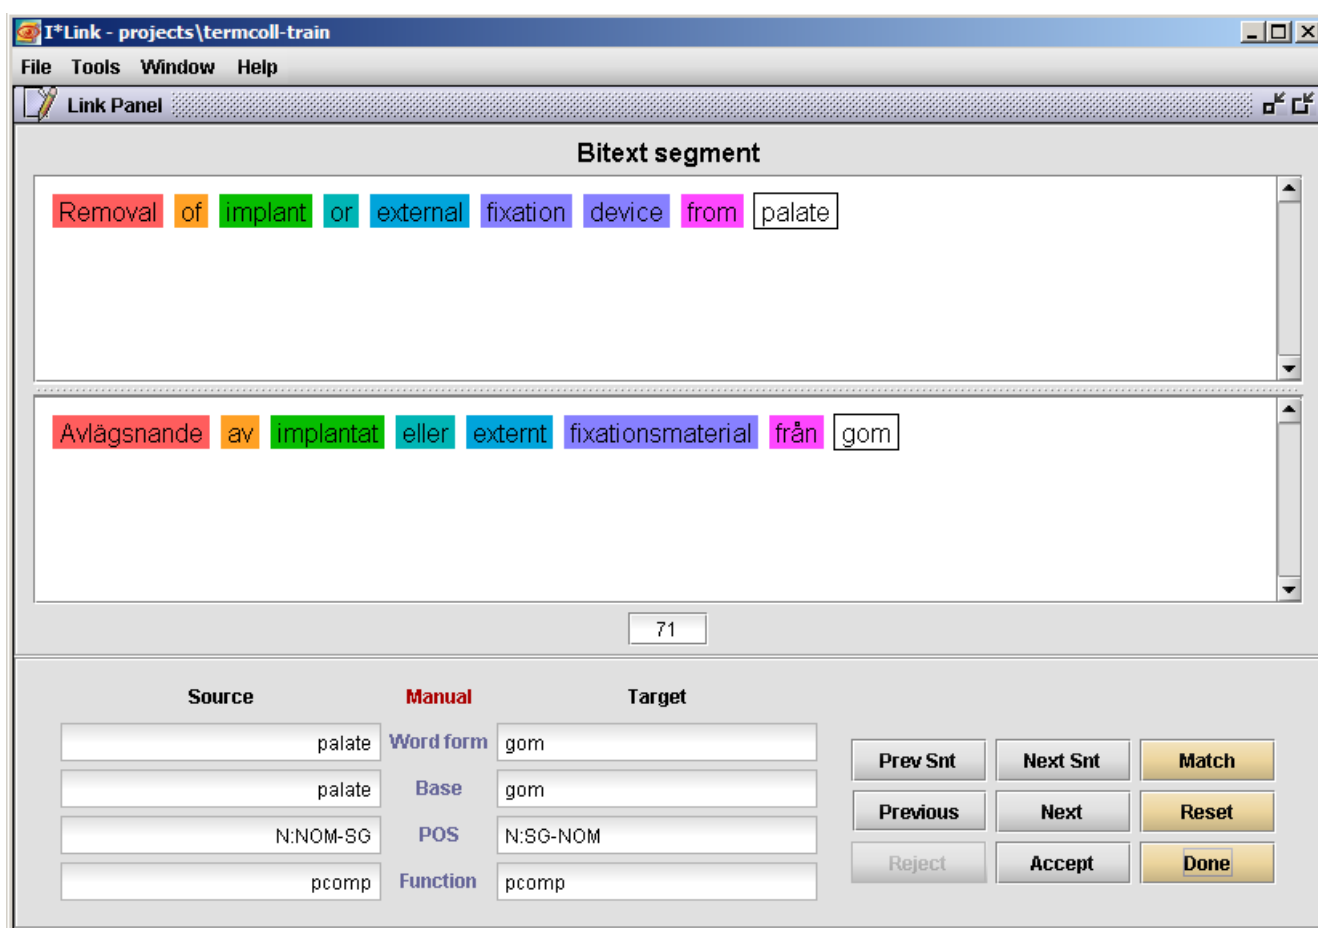 I*Link - projects\termcoll-train
File Tools Window Help
Link Panel
Bitext segment
Removal of implant or external fixation device from palate
Avlägsnande av implantat eller externt fixationsmaterial från gom
71
Source Manual Target
palate Word form gom
palate Base gom
N:NOM-SG POS N:SG-NOM
pcomp Function pcomp
Prev Snt Next Snt Match
Previous Next Reset
Reject Accept Done